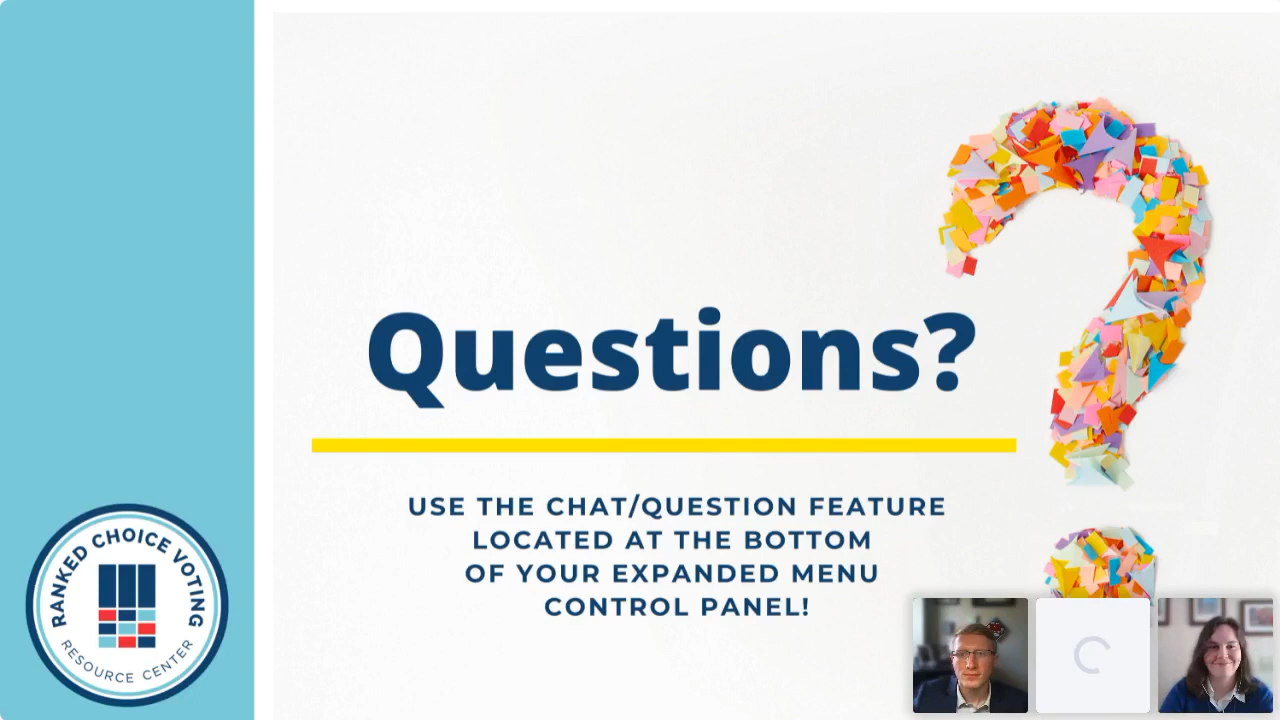 Questions?
USE THE CHAT/QUESTION FEATURE
LOCATED AT THE BOTTOM
OF YOUR EXPANDED MENU
CONTROL PANEL!
RANKED CHOICE VOTING
RESOURCE CENTER